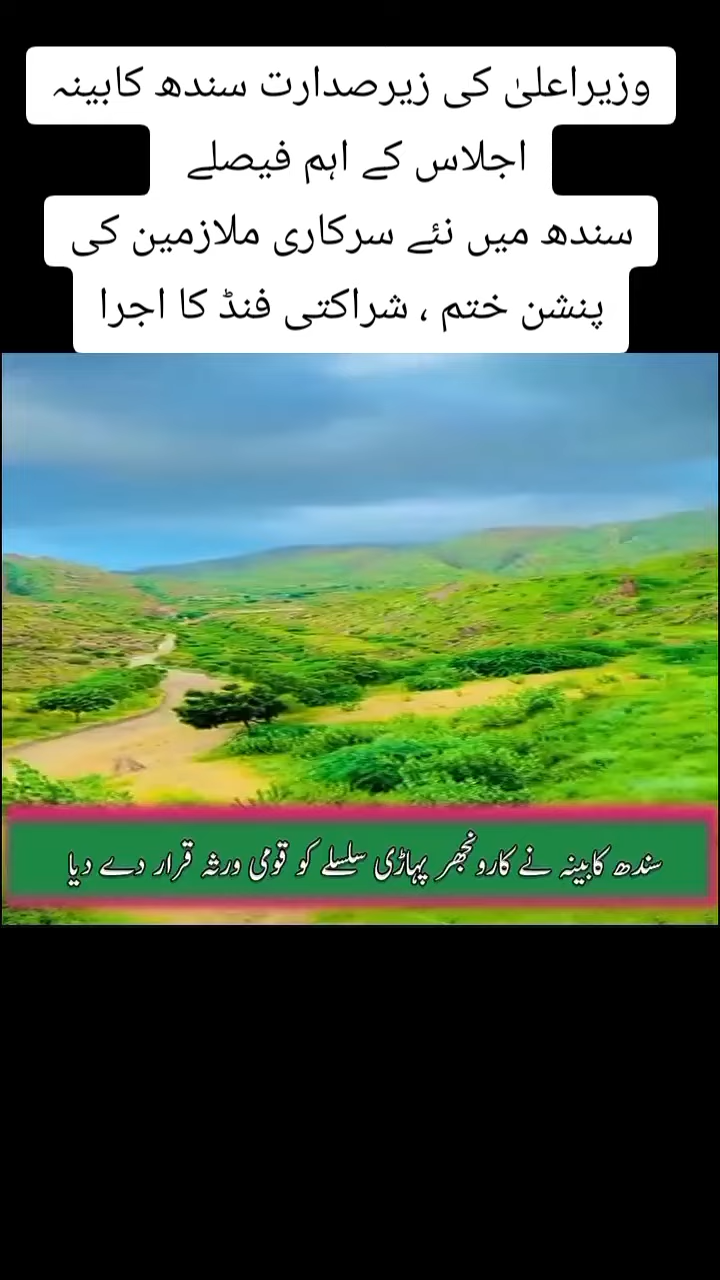 وزیراعلیٰ کی زیرصدارت سندھ کابینہ
اجلاس کے اہم فیصلے
سندھ میں نئے سرکاری ملازمین کی
پنشن ختم ، شراکتی فنڈ کا اجرا
سندھ کابینہ نے کارونجھر پہاڑی سلسلے کو قومی ورثہ قرار دے دیا